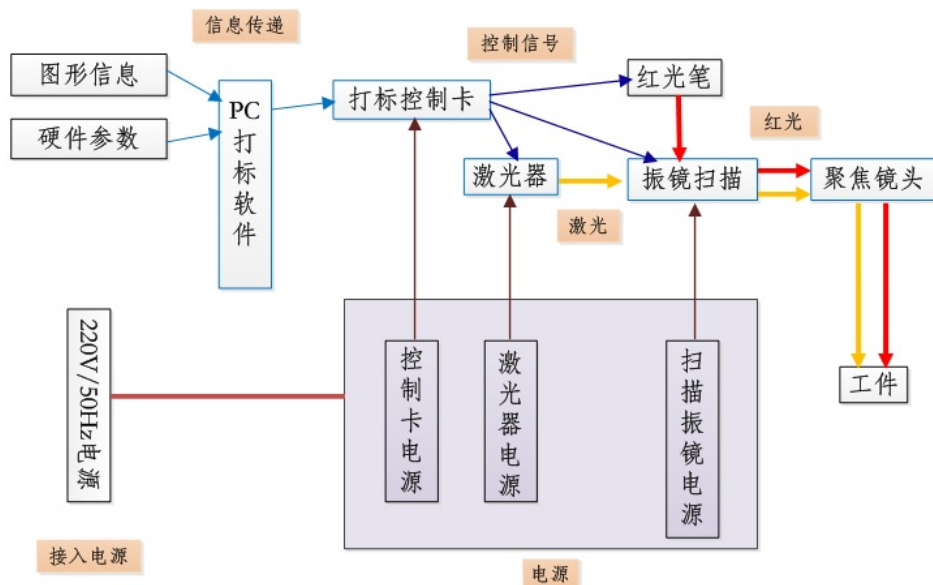 信息传递
控制信号
图形信息
硬件参数
PC
打标软件
打标控制卡
红光笔
红光
激光器
振镜扫描
聚焦镜头
激光
220V/50Hz电源
控制卡电源
激光器电源
扫描振镜电源
工件
接入电源
电源